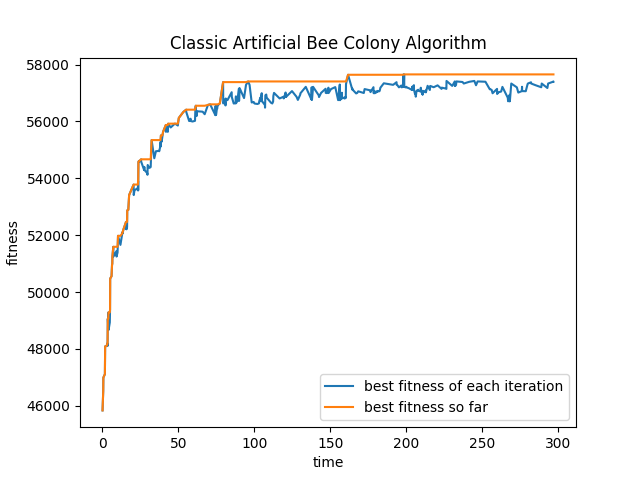 Classic Artificial Bee Colony Algorithm
58000
56000
54000
52000
50000
48000
46000
fitness
0 50 100 150 200 250 300
time
best fitness of each iteration
best fitness so far